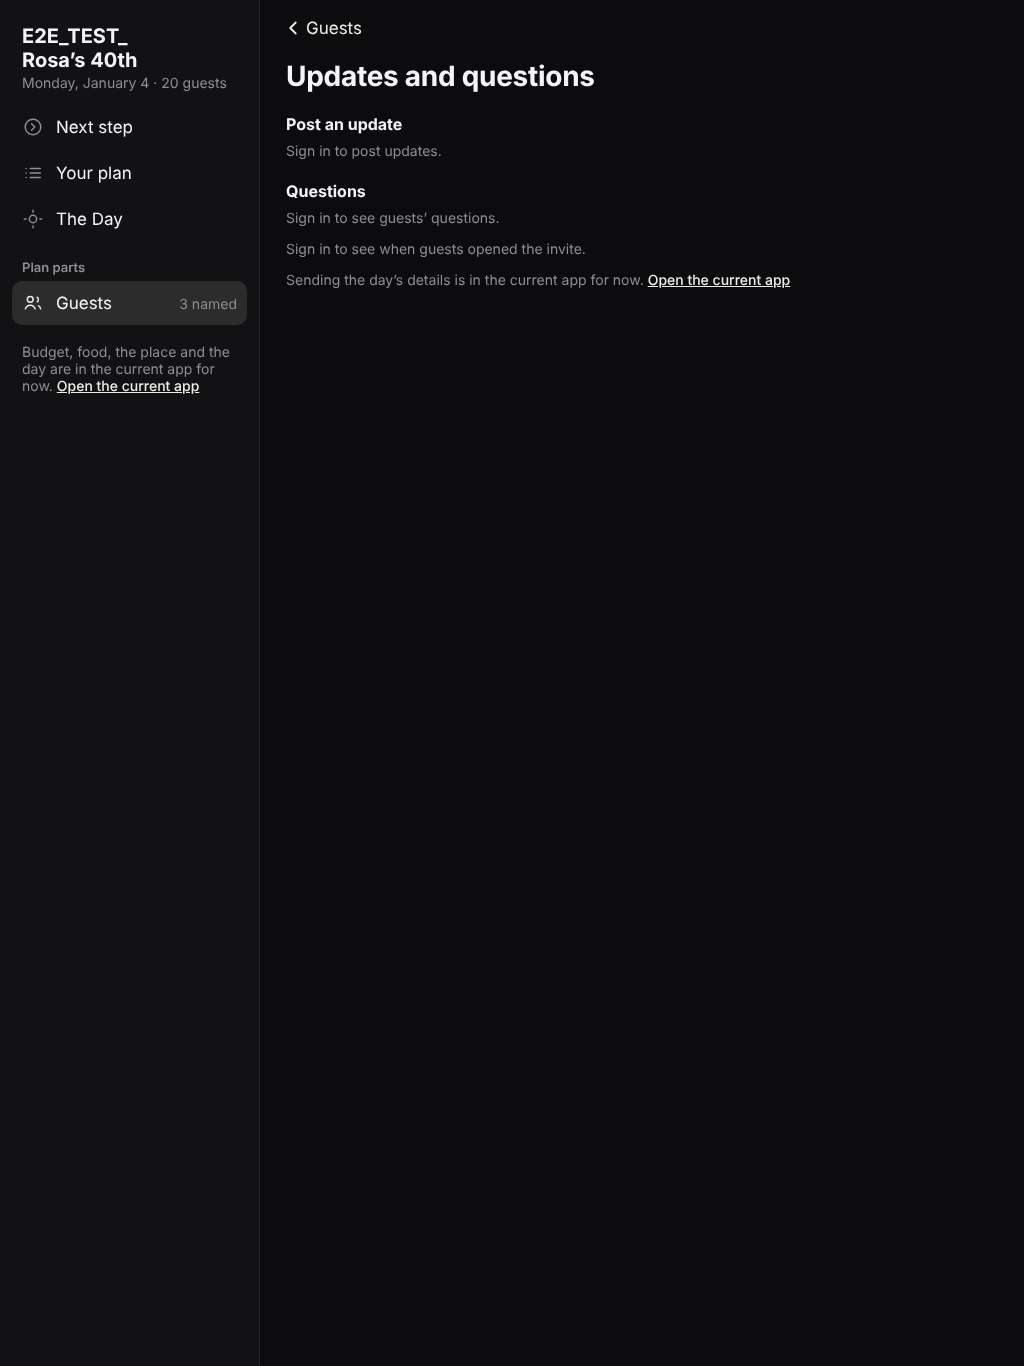 E2E_TEST_
Rosa’s 40th
Monday, January 4 · 20 guests
Next step
Your plan
The Day
Plan parts
Guests 3 named
Budget, food, the place and the
day are in the current app for
now. Open the current app
Guests
Updates and questions
Post an update
Sign in to post updates.
Questions
Sign in to see guests’ questions.
Sign in to see when guests opened the invite.
Sending the day’s details is in the current app for now. Open the current app